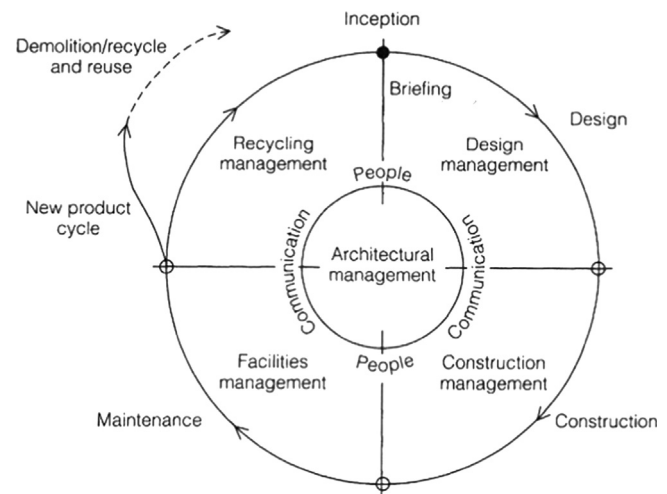 Inception
Demolition/recycle
and reuse
Briefing
Design
Recycling
management
Design
management
People
New product
cycle
Communication
Architectural
management
Communication
People
Facilities
management
Construction
management
Maintenance
Construction